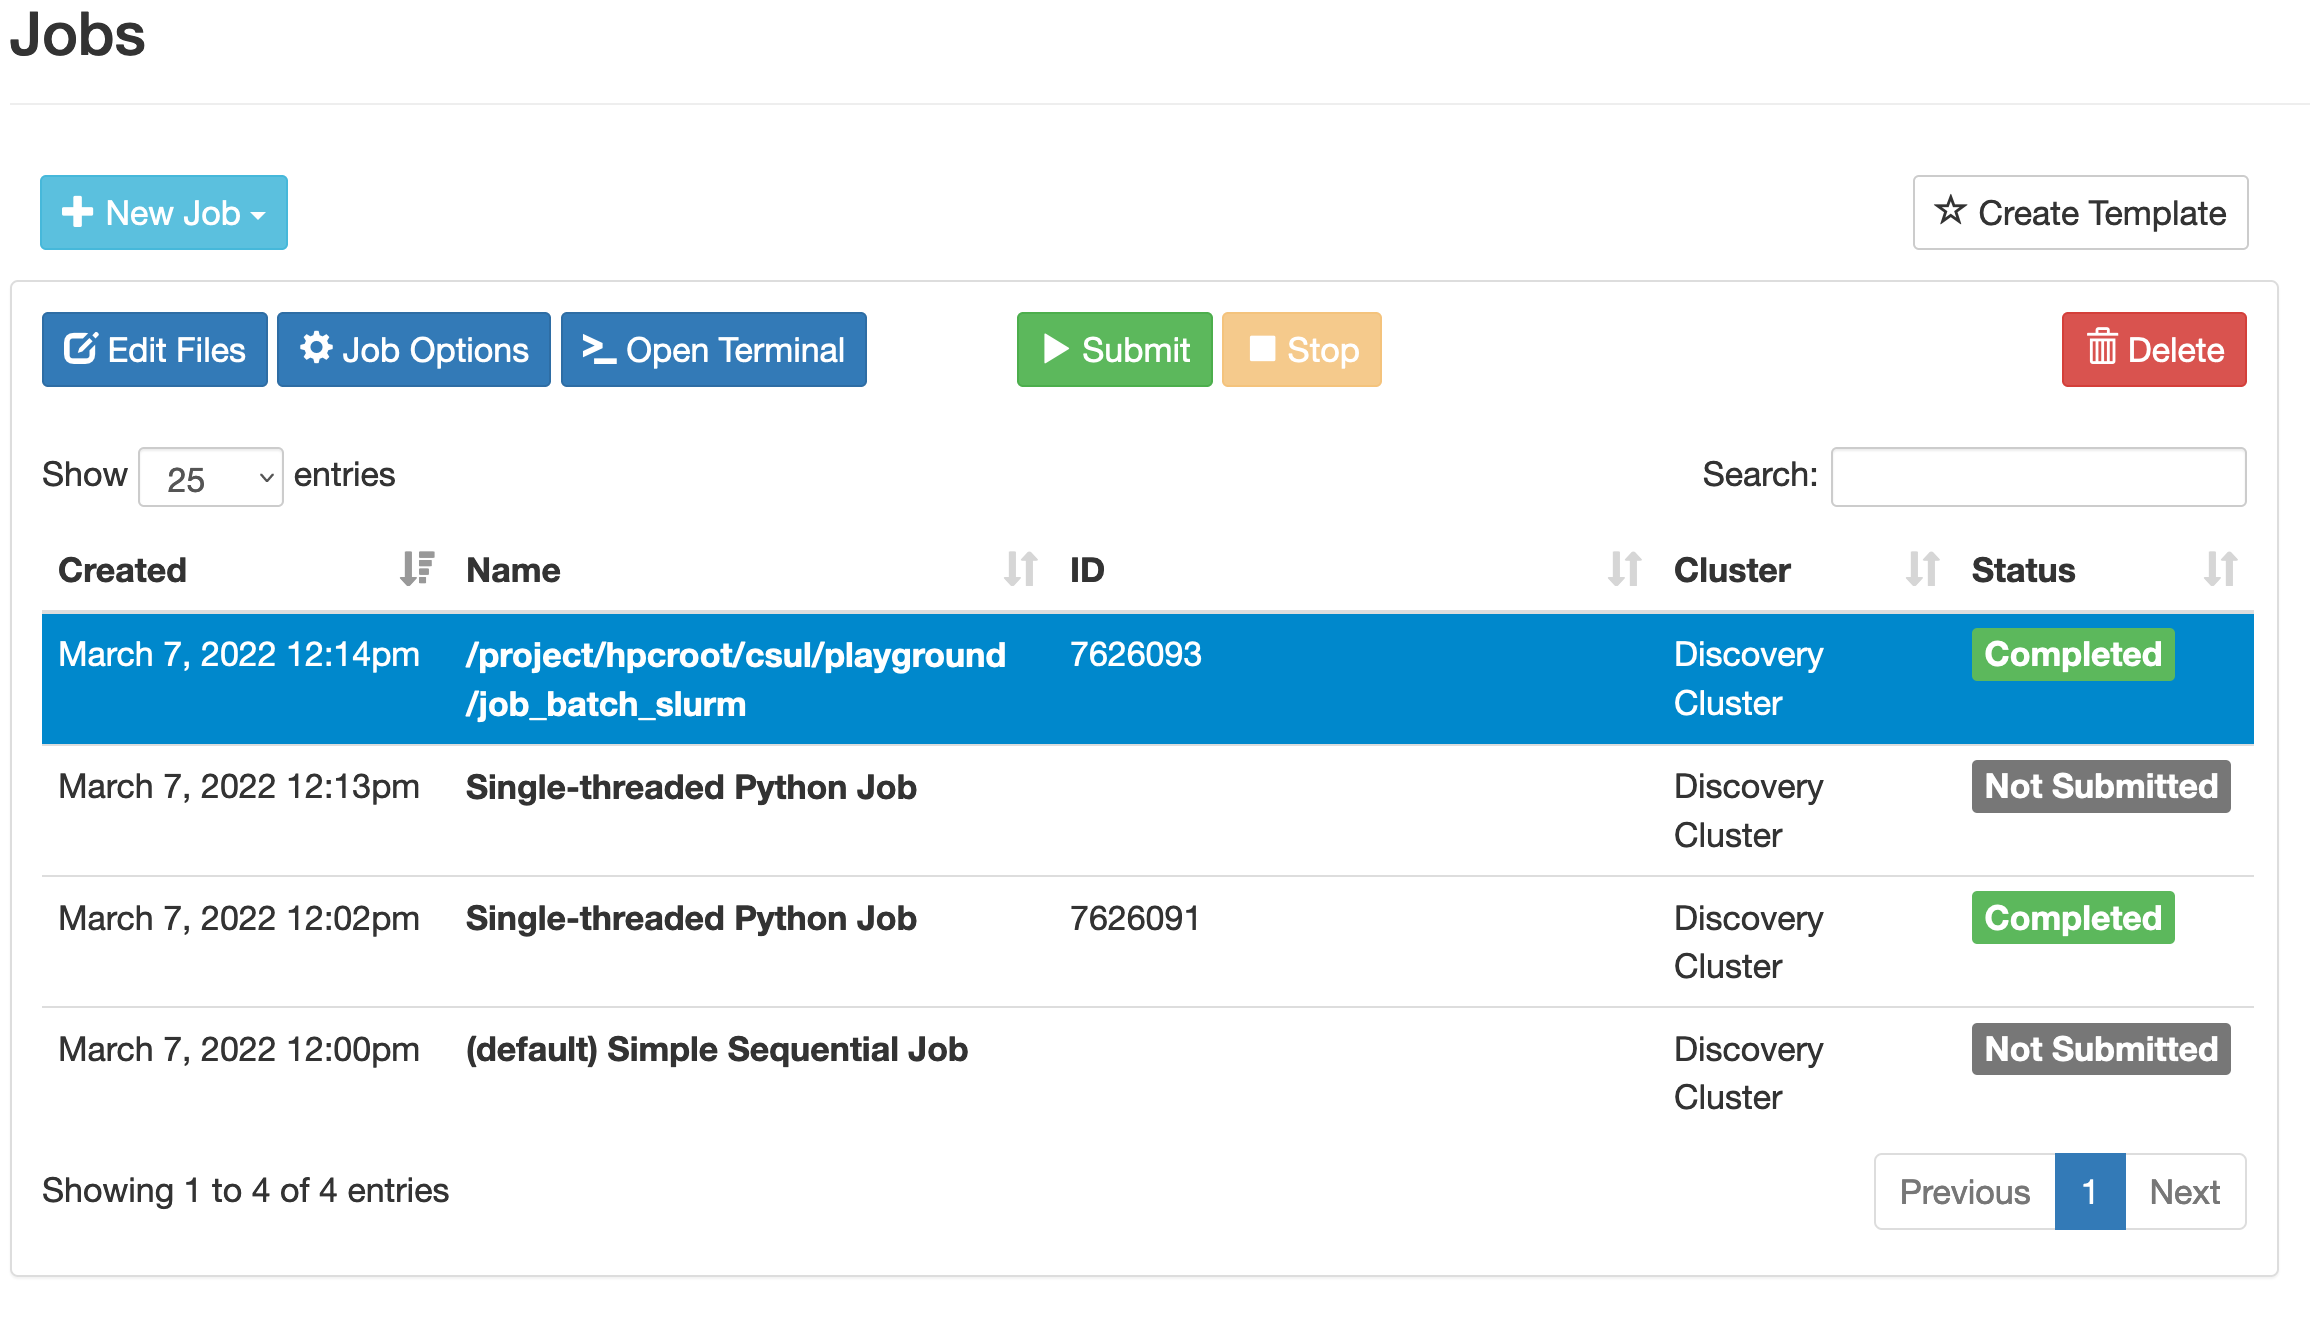 Jobs
New Job
Create Template
Edit Files Job Options Open Terminal Submit Stop Delete
Show 25 entries Search:
Created Name ID Cluster Status
March 7, 2022 12:14pm /project/hpcroot/csul/playground 7626093 Discovery Completed
/job_batch_slurm Cluster
March 7, 2022 12:13pm Single-threaded Python Job Discovery Not Submitted
Cluster
March 7, 2022 12:02pm Single-threaded Python Job 7626091 Discovery Completed
Cluster
March 7, 2022 12:00pm (default) Simple Sequential Job Discovery Not Submitted
Cluster
Showing 1 to 4 of 4 entries Previous 1 Next